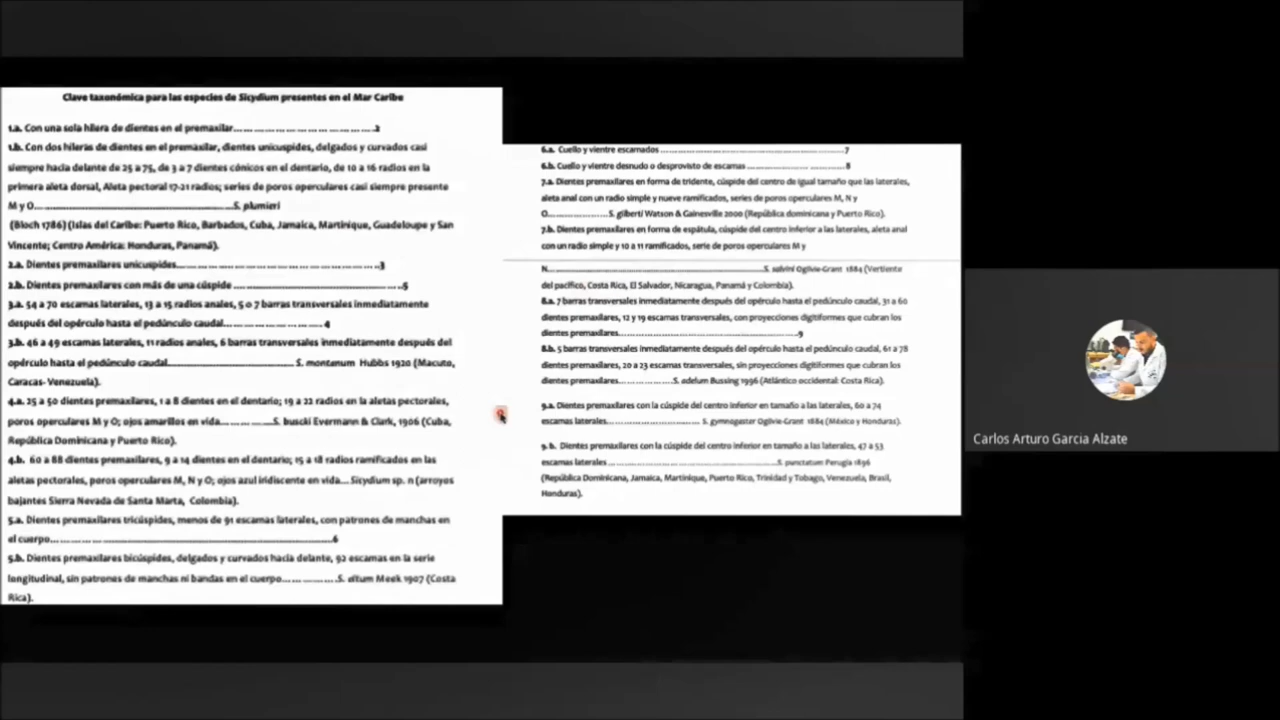 Clave taxonómica para las especies de Sicydium presentes en el Mar Caribe
1.a. Con una sola hilera de dientes en el premaxilar.......................................2
1.b. Con dos hileras de dientes en el premaxilar, dientes unicuspides, delgados y curvados casi
siempre hacia delante de 25 a 75, de 3 a 7 dientes cónicos en el dentario, de 10 a 16 radios en la
primera aleta dorsal, Aleta pectoral 17-21 radios; series de poros operculares casi siempre presente
M y O.......................................................S. plumieri
(Bloch 1786) (Islas del Caribe: Puerto Rico, Barbados, Cuba, Jamaica, Martinique, Guadeloupe y San
Vincente; Centro América: Honduras, Panamá).
2.a. Dientes premaxilares unicuspides.......................................................3
2.b. Dientes premaxilares con más de una cúspide .............................................5
3.a. 54 a 70 escamas laterales, 13 a 15 radios anales, 5 o 7 barras transversales inmediatamente
después del opérculo hasta el pedúnculo caudal............................ 4
3.b. 46 a 49 escamas laterales, 11 radios anales, 6 barras transversales inmediatamente después del
opérculo hasta el pedúnculo caudal................................... S. montanum Hubbs 1920 (Macuto,
Caracas- Venezuela).
4.a. 25 a 50 dientes premaxilares, 1 a 8 dientes en el dentario; 19 a 22 radios en la aletas pectorales,
poros operculares M y O; ojos amarillos en vida...............S. buscki Evermann & Clark, 1906 (Cuba,
República Dominicana y Puerto Rico).
4.b. 60 a 88 dientes premaxilares, 9 a 14 dientes en el dentario; 15 a 18 radios ramificados en las
aletas pectorales, poros operculares M, N y O; ojos azul iridiscente en vida... Sicydium sp. n (arroyos
bajantes Sierra Nevada de Santa Marta, Colombia).
5.a. Dientes premaxilares tricúspides, menos de 91 escamas laterales, con patrones de manchas en
el cuerpo.......................................................................6
5.b. Dientes premaxilares bicúspides, delgados y curvados hacia delante, 92 escamas en la serie
longitudinal, sin patrones de manchas ni bandas en el cuerpo...............S. altum Meek 1907 (Costa
Rica).
6.a. Cuello y vientre escamados ..................................................7
6.b. Cuello y vientre desnudo o desprovisto de escamas ............................ 8
7.a. Dientes premaxilares en forma de tridente, cúspide del centro de igual tamaño que las laterales,
aleta anal con un radio simple y nueve ramificados, series de poros operculares M, N y
O...................S. gilberti Watson & Gainesville 2000 (República dominicana y Puerto Rico).
7.b. Dientes premaxilares en forma de espátula, cúspide del centro inferior a las laterales, aleta anal
con un radio simple y 10 a 11 ramificados, serie de poros operculares M y
N.......................................................S. salvini Ogilvie-Grant 1884 (Vertiente
del pacífico, Costa Rica, El Salvador, Nicaragua, Panamá y Colombia).
8.a. 7 barras transversales inmediatamente después del opérculo hasta el pedúnculo caudal, 31 a 60
dientes premaxilares, 12 y 19 escamas transversales, con proyecciones digitiformes que cubran los
dientes premaxilares...............................................9
8.b. 5 barras transversales inmediatamente después del opérculo hasta el pedúnculo caudal, 61 a 78
dientes premaxilares, 20 a 23 escamas transversales, sin proyecciones digitiformes que cubran los
dientes premaxilares...............S. adelum Bussing 1996 (Atlántico occidental: Costa Rica).
9.a. Dientes premaxilares con la cúspide del centro inferior en tamaño a las laterales, 60 a 74
escamas laterales................................ S. gymnogaster Ogilvie-Grant 1884 (México y Honduras).
9.b. Dientes premaxilares con la cúspide del centro inferior en tamaño a las laterales, 47 a 53
escamas laterales ................................................S. punctatum Perugia 1896
(República Dominicana, Jamaica, Martinique, Puerto Rico, Trinidad y Tobago, Venezuela, Brasil,
Honduras).
Carlos Arturo Garcia Alzate